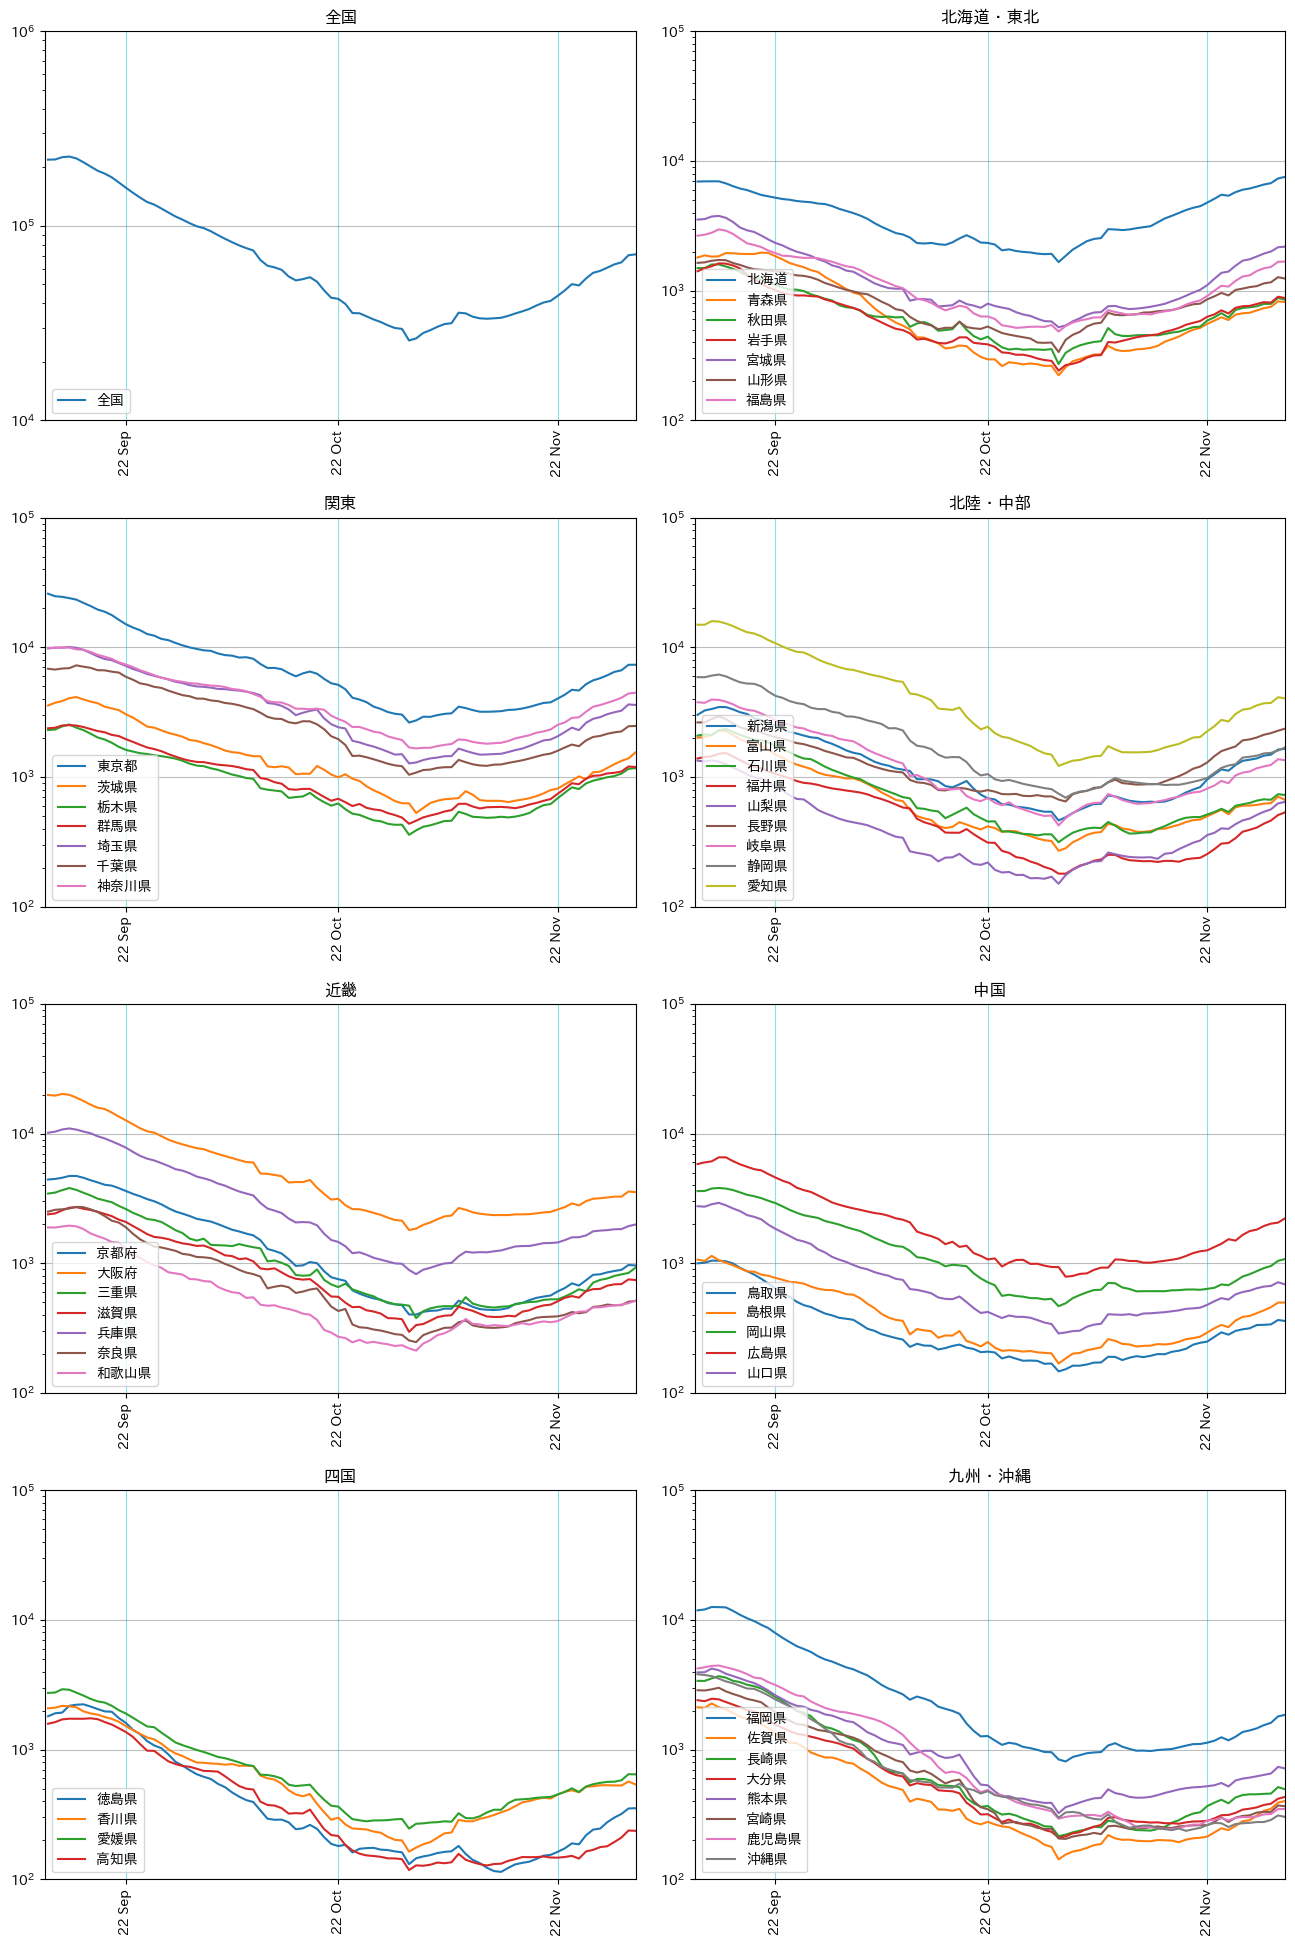 全国
10^6
10^5
10^4
全国
22 Sep
22 Oct
22 Nov
北海道・東北
10^5
10^4
10^3
10^2
北海道
青森県
秋田県
岩手県
宮城県
山形県
福島県
22 Sep
22 Oct
22 Nov
関東
10^5
10^4
10^3
10^2
東京都
茨城県
栃木県
群馬県
埼玉県
千葉県
神奈川県
22 Sep
22 Oct
22 Nov
北陸・中部
10^5
10^4
10^3
10^2
新潟県
富山県
石川県
福井県
山梨県
長野県
岐阜県
静岡県
愛知県
22 Sep
22 Oct
22 Nov
近畿
10^5
10^4
10^3
10^2
京都府
大阪府
三重県
滋賀県
兵庫県
奈良県
和歌山県
22 Sep
22 Oct
22 Nov
中国
10^5
10^4
10^3
10^2
鳥取県
島根県
岡山県
広島県
山口県
22 Sep
22 Oct
22 Nov
四国
10^5
10^4
10^3
10^2
徳島県
香川県
愛媛県
高知県
22 Sep
22 Oct
22 Nov
九州・沖縄
10^5
10^4
10^3
10^2
福岡県
佐賀県
長崎県
大分県
熊本県
宮崎県
鹿児島県
沖縄県
22 Sep
22 Oct
22 Nov